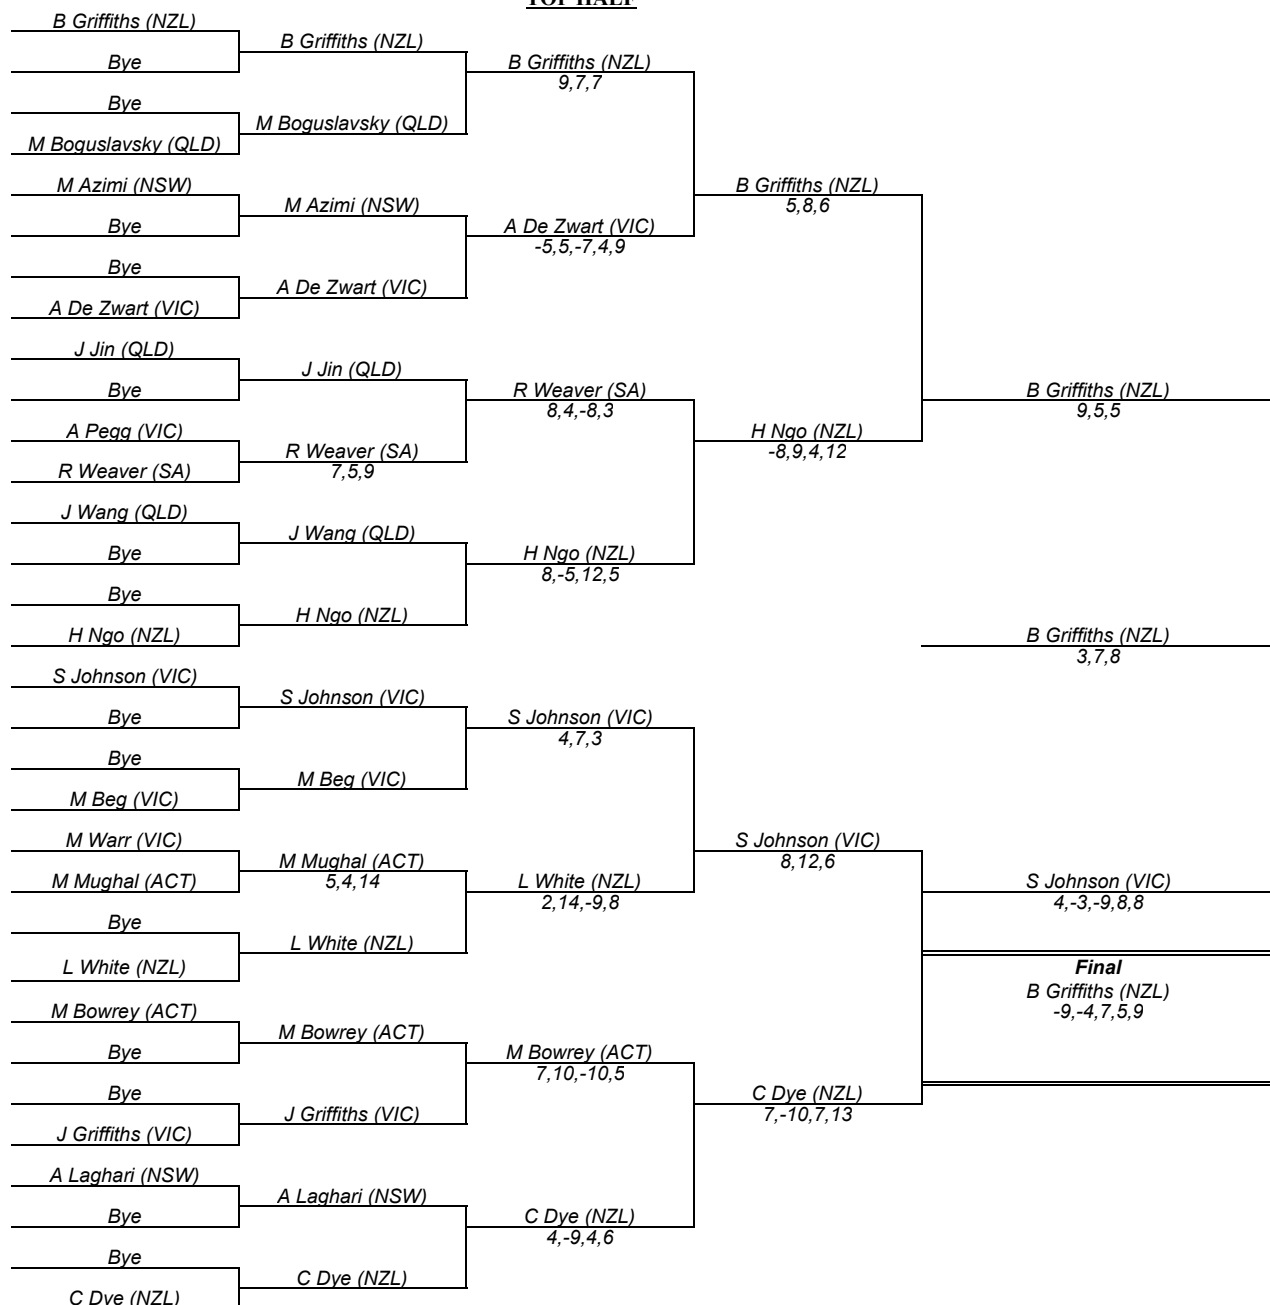 TOP HALF
B Griffiths (NZL)
Bye
Bye
M Boguslavsky (QLD)
M Azimi (NSW)
Bye
Bye
A De Zwart (VIC)
J Jin (QLD)
Bye
A Pegg (VIC)
R Weaver (SA)
J Wang (QLD)
Bye
Bye
H Ngo (NZL)
S Johnson (VIC)
Bye
Bye
M Beg (VIC)
M Warr (VIC)
M Mughal (ACT)
Bye
L White (NZL)
M Bowrey (ACT)
Bye
Bye
J Griffiths (VIC)
A Laghari (NSW)
Bye
Bye
C Dye (NZL)
B Griffiths (NZL)
M Boguslavsky (QLD)
M Azimi (NSW)
A De Zwart (VIC)
J Jin (QLD)
R Weaver (SA)
7,5,9
J Wang (QLD)
H Ngo (NZL)
S Johnson (VIC)
M Beg (VIC)
M Mughal (ACT)
5,4,14
L White (NZL)
M Bowrey (ACT)
J Griffiths (VIC)
A Laghari (NSW)
C Dye (NZL)
B Griffiths (NZL)
9,7,7
A De Zwart (VIC)
-5,5,-7,4,9
R Weaver (SA)
8,4,-8,3
H Ngo (NZL)
8,-5,12,5
S Johnson (VIC)
4,7,3
L White (NZL)
2,14,-9,8
M Bowrey (ACT)
7,10,-10,5
C Dye (NZL)
4,-9,4,6
B Griffiths (NZL)
5,8,6
H Ngo (NZL)
-8,9,4,12
S Johnson (VIC)
8,12,6
C Dye (NZL)
7,-10,7,13
B Griffiths (NZL)
9,5,5
B Griffiths (NZL)
3,7,8
S Johnson (VIC)
4,-3,-9,8,8
Final
B Griffiths (NZL)
-9,-4,7,5,9